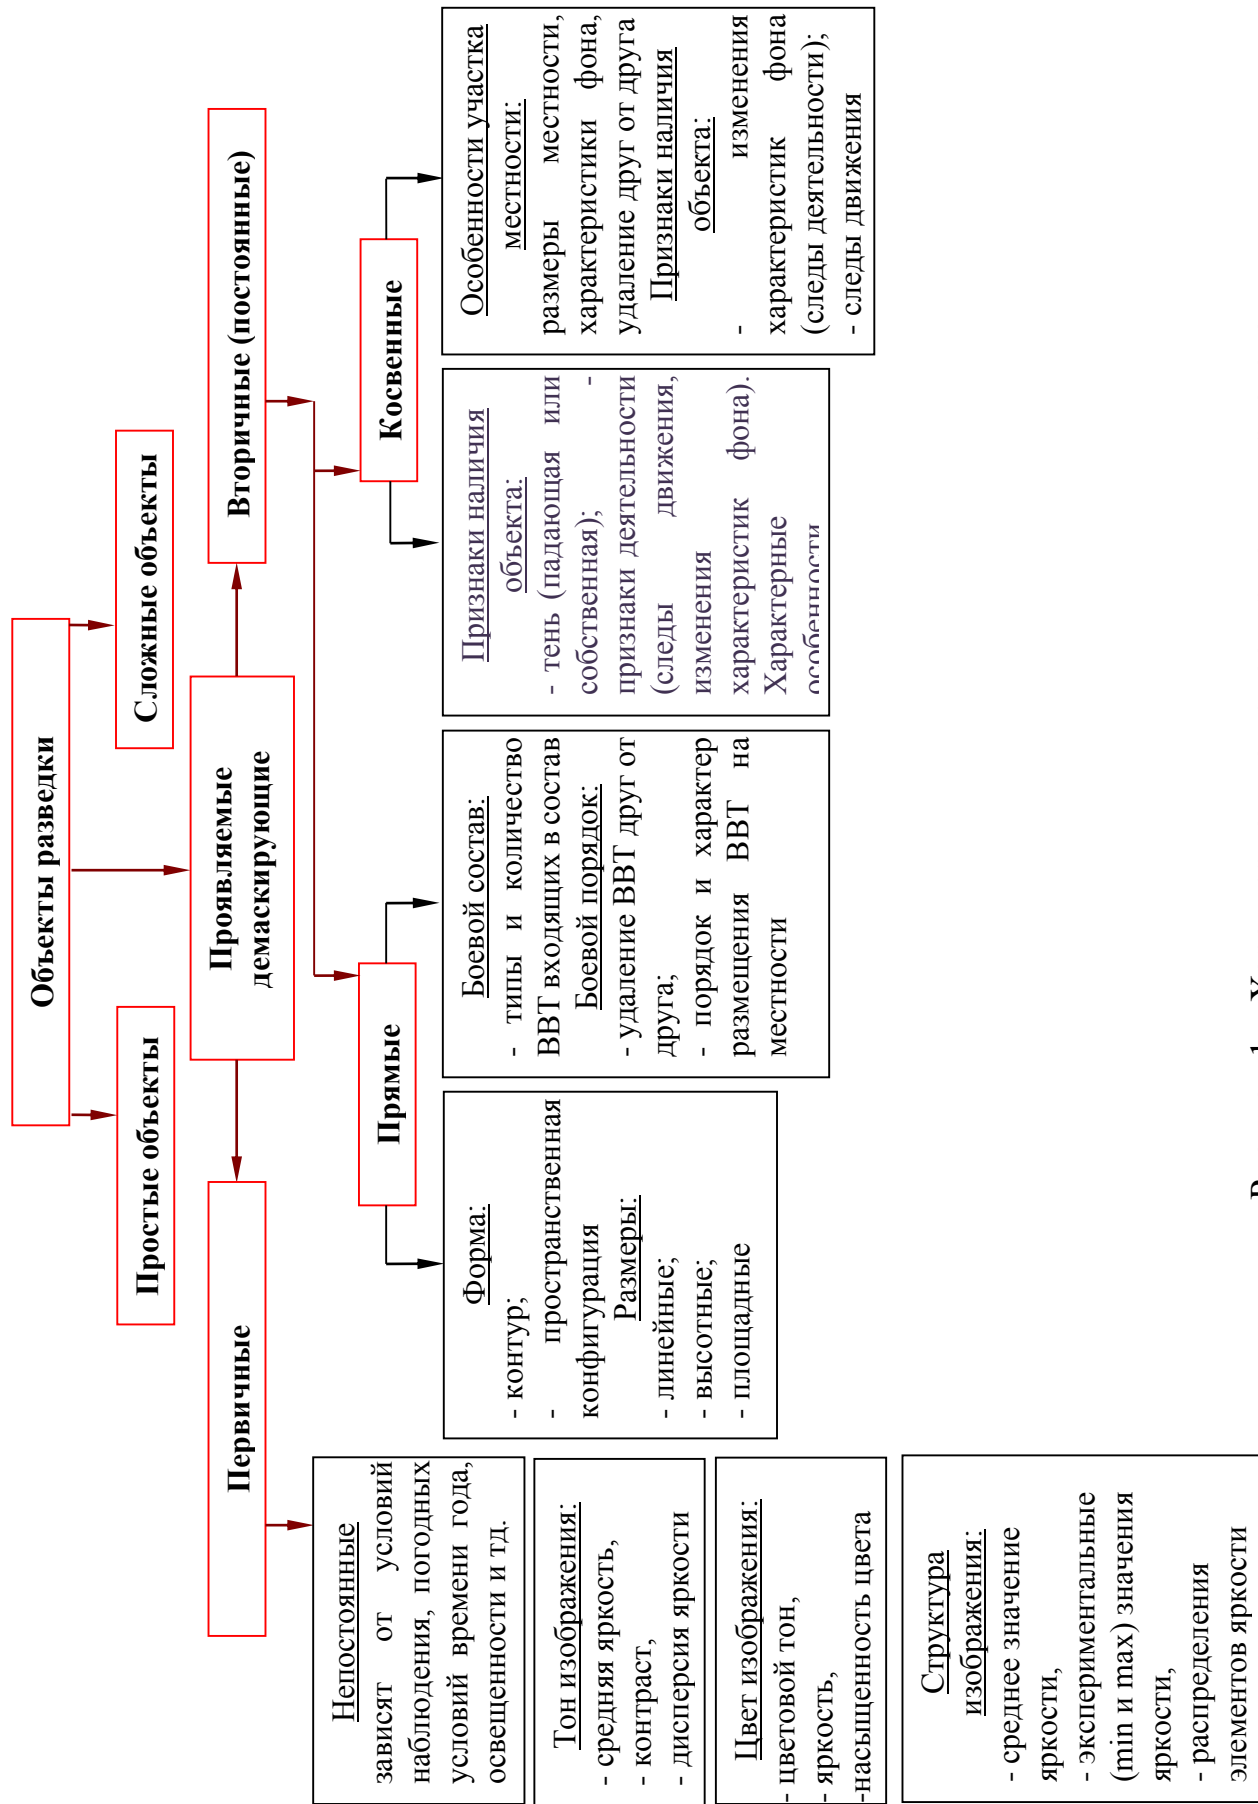 Объекты разведки
Простые объекты
Сложные объекты
Проявляемые
демаскирующие
Первичные
Вторичные (постоянные)
Прямые
Косвенные
Непостоянные
зависят от условий
наблюдения, погодных
условий времени года,
освещенности и тд.
Тон изображения:
- средняя яркость,
- контраст,
- дисперсия яркости
Цвет изображения:
- цветовой тон,
- яркость,
-насыщенность цвета
Структура
изображения:
- среднее значение
яркости,
- экспериментальные
(min и max) значения
яркости,
- распределения
элементов яркости
Форма:
- контур;
- пространственная
конфигурация
Размеры:
- линейные;
- высотные;
- площадные
Боевой состав:
- типы и количество
ВВТ входящих в состав
Боевой порядок:
- удаление ВВТ друг от
друга;
- порядок и характер
размещения ВВТ на
местности
Признаки наличия
объекта:
- тень (падающая или
собственная); -
признаки деятельности
(следы движения,
изменения
характеристик фона).
Характерные
особенности
Особенности участка
местности:
размеры местности,
характеристики фона,
удаление друг от друга
Признаки наличия
объекта:
- изменения
характеристик фона
(следы деятельности);
- следы движения